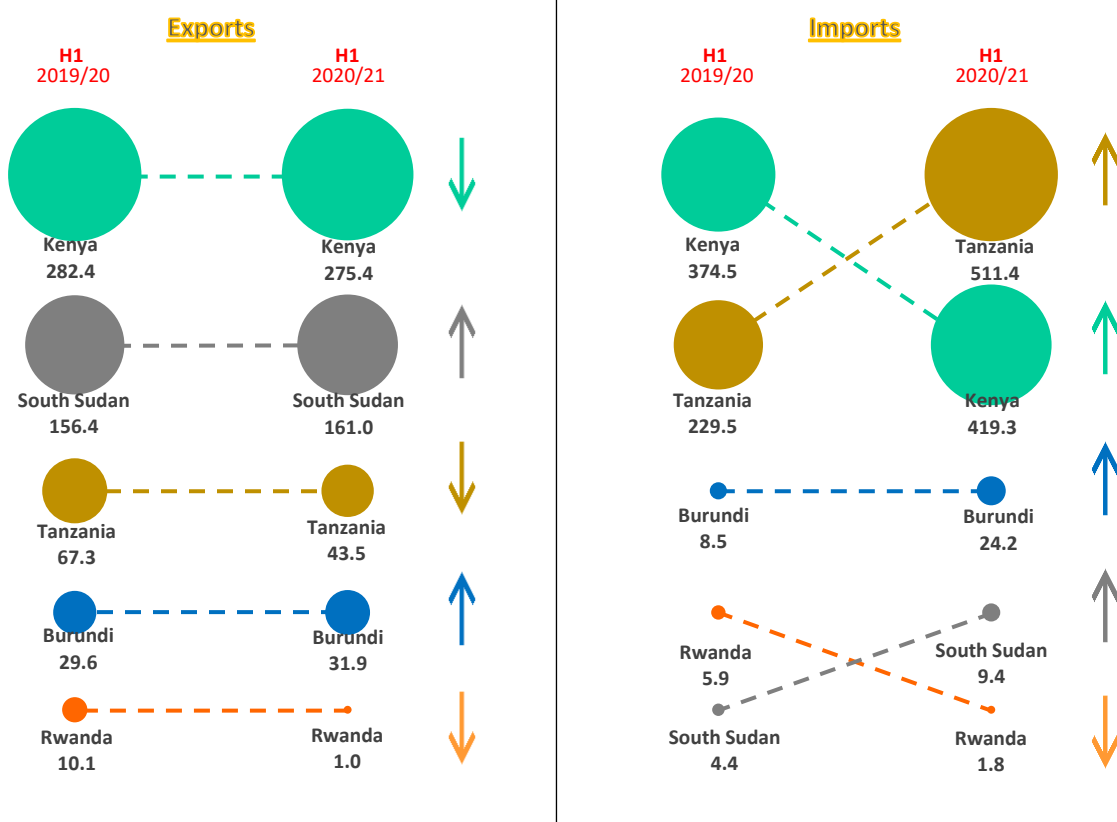 Exports
H1
2019/20
H1
2020/21
Kenya
282.4
Kenya
275.4
South Sudan
156.4
South Sudan
161.0
Tanzania
67.3
Tanzania
43.5
Burundi
29.6
Burundi
31.9
Rwanda
10.1
Rwanda
1.0
Imports
H1
2019/20
H1
2020/21
Kenya
374.5
Tanzania
511.4
Tanzania
229.5
Kenya
419.3
Burundi
8.5
Burundi
24.2
Rwanda
5.9
South Sudan
9.4
South Sudan
4.4
Rwanda
1.8